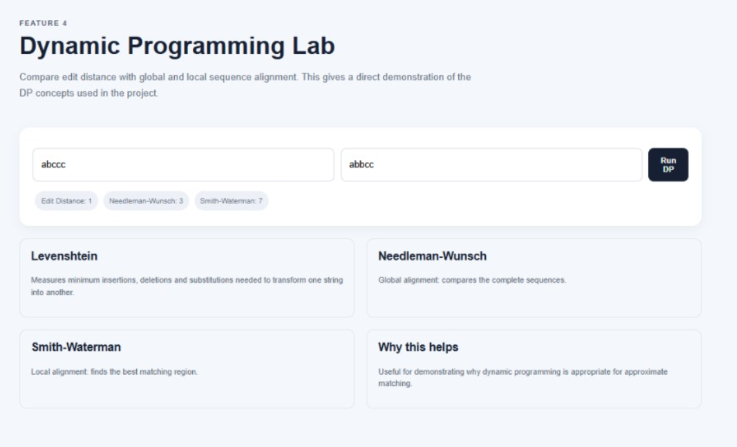 FEATURE 4
Dynamic Programming Lab
Compare edit distance with global and local sequence alignment. This gives a direct demonstration of the
DP concepts used in the project.
abccc
abbcc
Run
DP
Edit Distance: 1
Needleman-Wunsch: 3
Smith-Waterman: 7
Levenshtein
Measures minimum insertions, deletions and substitutions needed to transform one string
into another.
Needleman-Wunsch
Global alignment: compares the complete sequences.
Smith-Waterman
Local alignment: finds the best matching region.
Why this helps
Useful for demonstrating why dynamic programming is appropriate for approximate
matching.